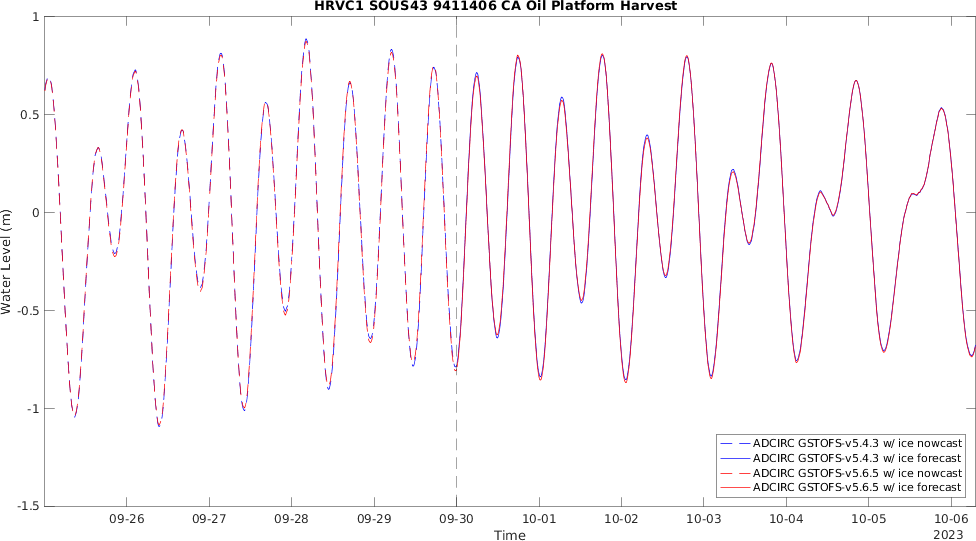 HRVC1 SOUS43 9411406 CA Oil Platform Harvest
1
0.5
0
-0.5
-1
-1.5
Water Level (m)
ADCIRC GSTOFS-v5.4.3 w/ ice nowcast
ADCIRC GSTOFS-v5.4.3 w/ ice forecast
ADCIRC GSTOFS-v5.6.5 w/ ice nowcast
ADCIRC GSTOFS-v5.6.5 w/ ice forecast
09-26 09-27 09-28 09-29 09-30 10-01 10-02 10-03 10-04 10-05 10-06
Time 2023